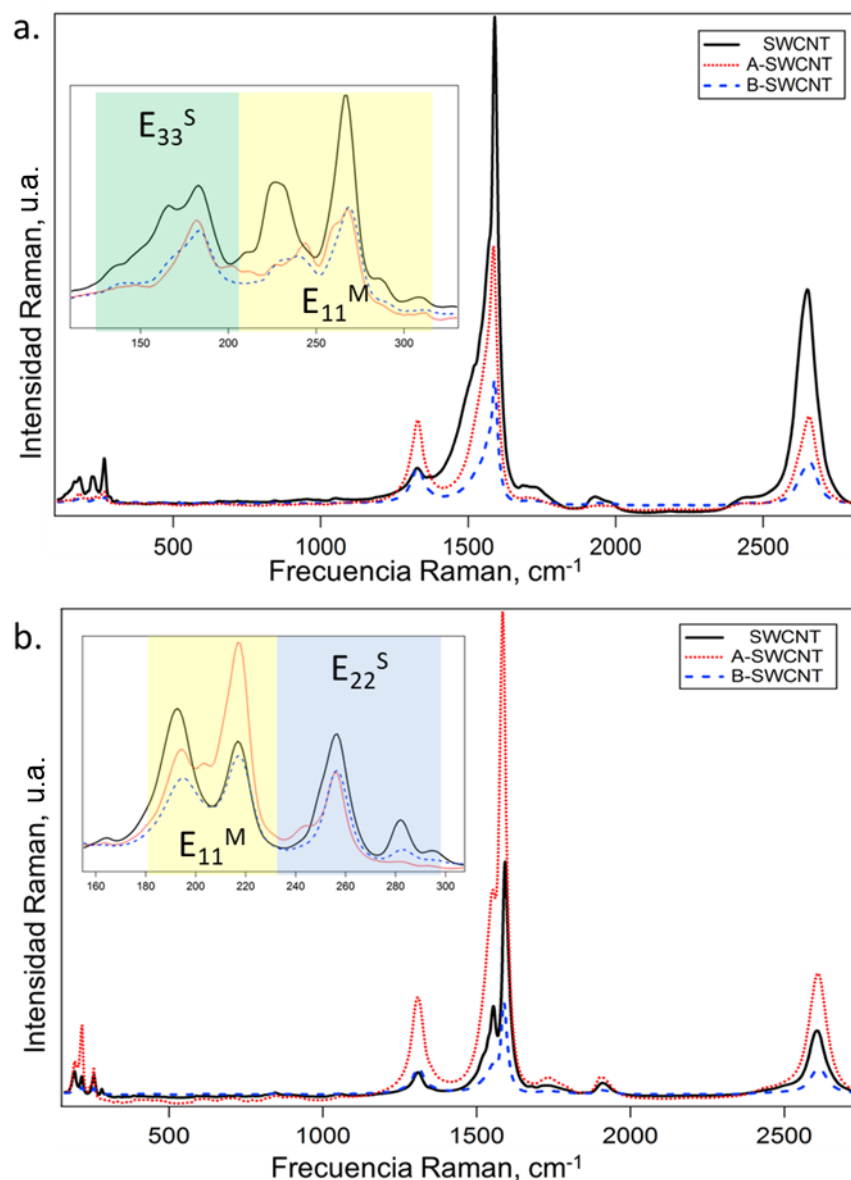 a.
SWCNT
A-SWCNT
B-SWCNT
E₃₃ˢ
E₁₁ᴹ
150 200 250 300
Intensidad Raman, u.a.
500 1000 1500 2000 2500
Frecuencia Raman, cm⁻¹
b.
SWCNT
A-SWCNT
B-SWCNT
E₂₂ˢ
E₁₁ᴹ
160 180 200 220 240 260 280 300
Intensidad Raman, u.a.
500 1000 1500 2000 2500
Frecuencia Raman, cm⁻¹